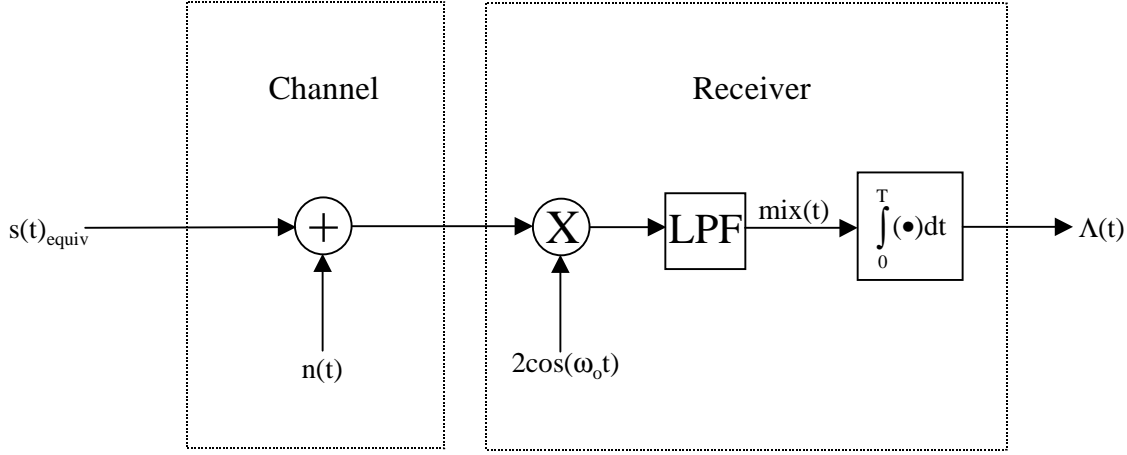 Channel
Receiver
s(t)equiv
+
X
LPF
mix(t)
T
∫(•)dt
0
Λ(t)
n(t)
2cos(ωot)